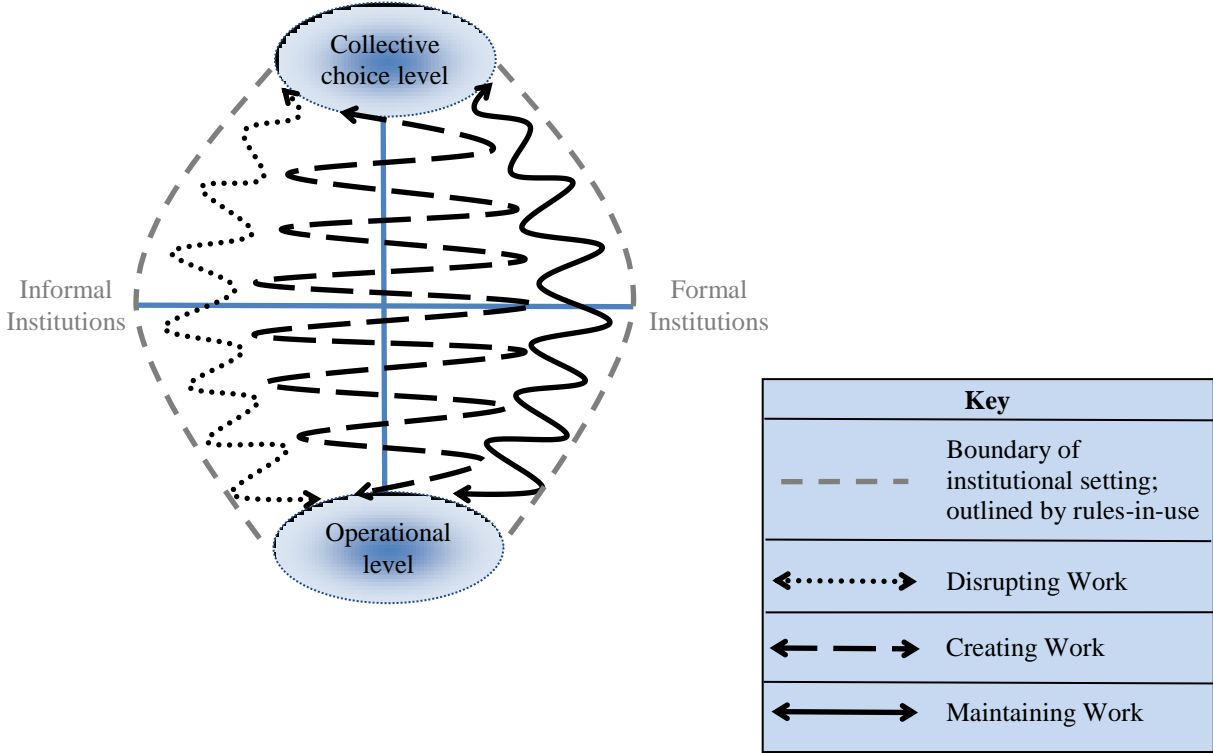 Collective
choice level
Informal
Institutions
Formal
Institutions
Operational
level
Key
Boundary of
institutional setting;
outlined by rules-in-use
Disrupting Work
Creating Work
Maintaining Work